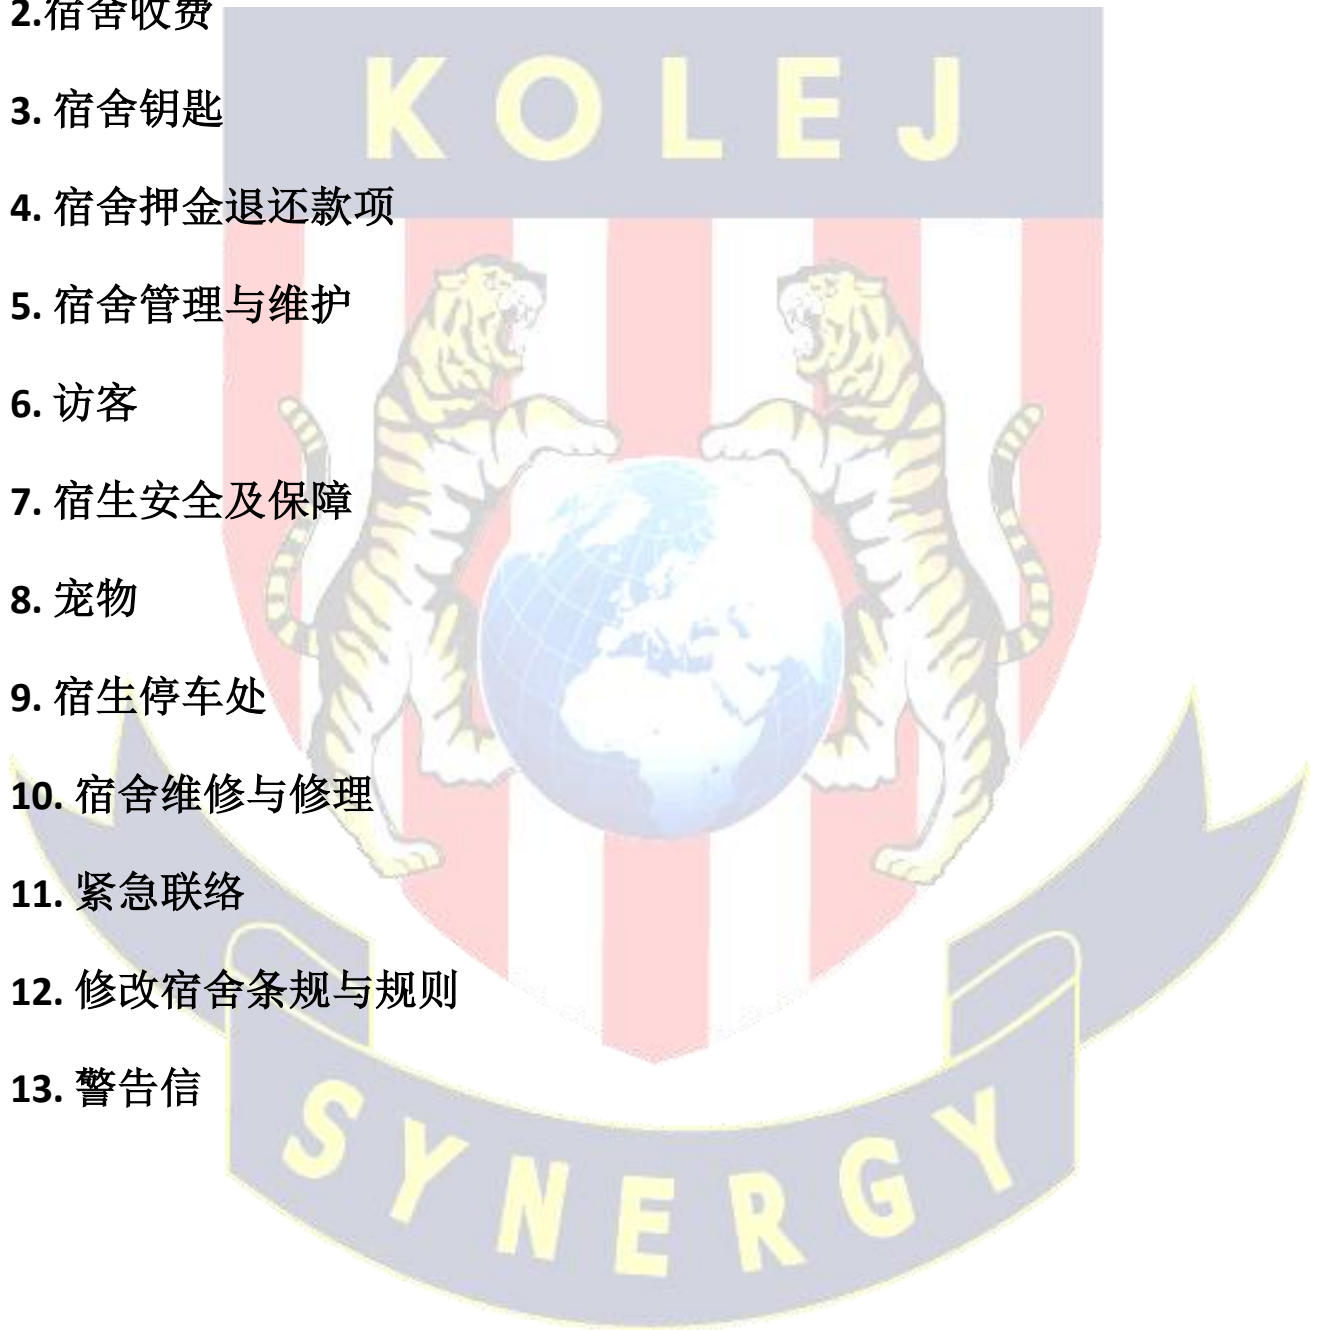 2.宿舍收费
KOLEJ
3. 宿舍钥匙
4. 宿舍押金退还款项
5. 宿舍管理与维护
6. 访客
7. 宿生安全及保障
8. 宠物
9. 宿生停车处
10. 宿舍维修与修理
11. 紧急联络
12. 修改宿舍条规与规则
13. 警告信
SYNERGY